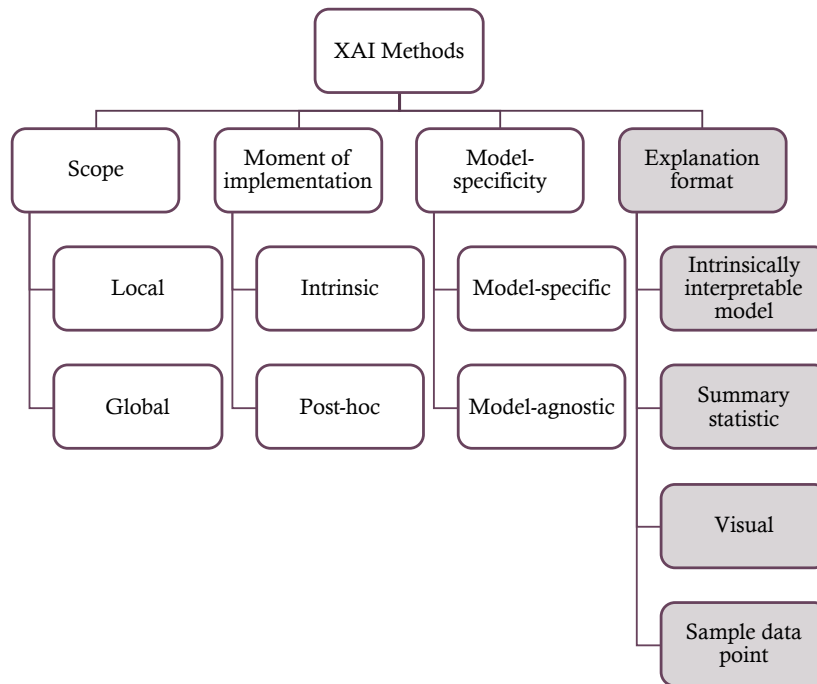 XAI Methods
Scope
Moment of
implementation
Model-
specificity
Explanation
format
Local
Intrinsic
Model-specific
Intrinsically
interpretable
model
Global
Post-hoc
Model-agnostic
Summary
statistic
Visual
Sample data
point